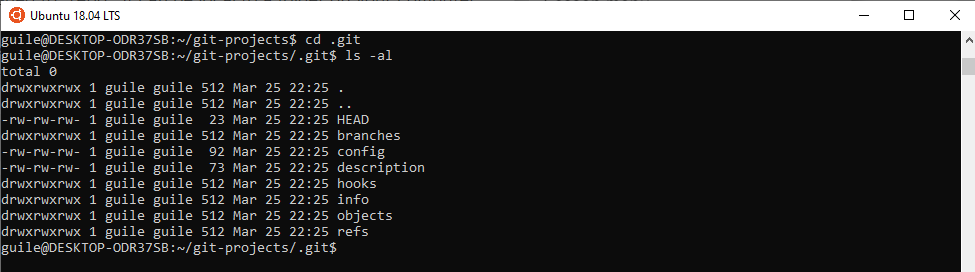 Ubuntu 18.04 LTS
guile@DESKTOP-ODR37SB:~/git-projects$ cd .git
guile@DESKTOP-ODR37SB:~/git-projects/.git$ ls -al
total 0
drwxrwxrwx 1 guile guile 512 Mar 25 22:25 .
drwxrwxrwx 1 guile guile 512 Mar 25 22:25 ..
-rw-rw-rw- 1 guile guile  23 Mar 25 22:25 HEAD
drwxrwxrwx 1 guile guile 512 Mar 25 22:25 branches
-rw-rw-rw- 1 guile guile  92 Mar 25 22:25 config
-rw-rw-rw- 1 guile guile  73 Mar 25 22:25 description
drwxrwxrwx 1 guile guile 512 Mar 25 22:25 hooks
drwxrwxrwx 1 guile guile 512 Mar 25 22:25 info
drwxrwxrwx 1 guile guile 512 Mar 25 22:25 objects
drwxrwxrwx 1 guile guile 512 Mar 25 22:25 refs
guile@DESKTOP-ODR37SB:~/git-projects/.git$